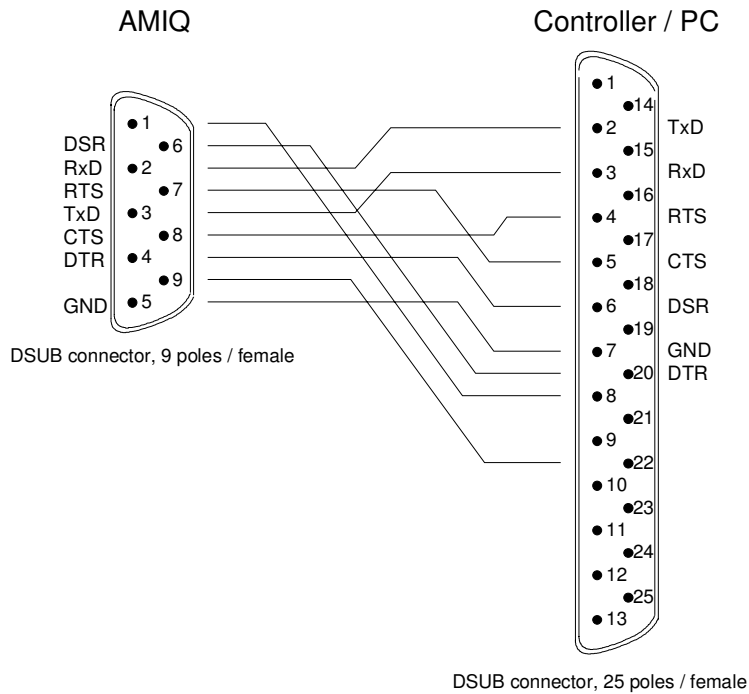 AMIQ
Controller / PC
1
6
2
7
3
8
4
9
5
DSR
RxD
RTS
TxD
CTS
DTR
GND
DSUB connector, 9 poles / female
1
14
2
15
3
16
4
17
5
18
6
19
7
20
8
21
9
22
10
23
11
24
12
25
13
TxD
RxD
RTS
CTS
DSR
GND
DTR
DSUB connector, 25 poles / female